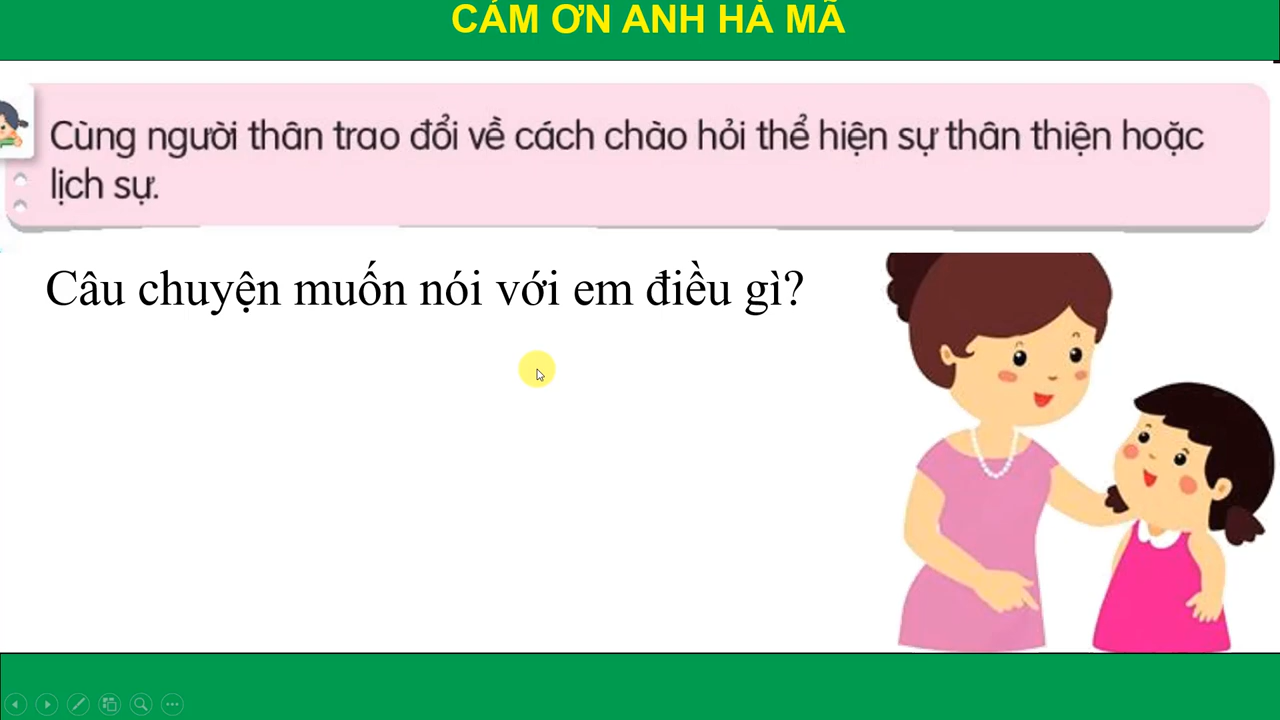 CẢM ƠN ANH HÀ MÃ
Cùng người thân trao đổi về cách chào hỏi thể hiện sự thân thiện hoặc
lịch sự.
Câu chuyện muốn nói với em điều gì?